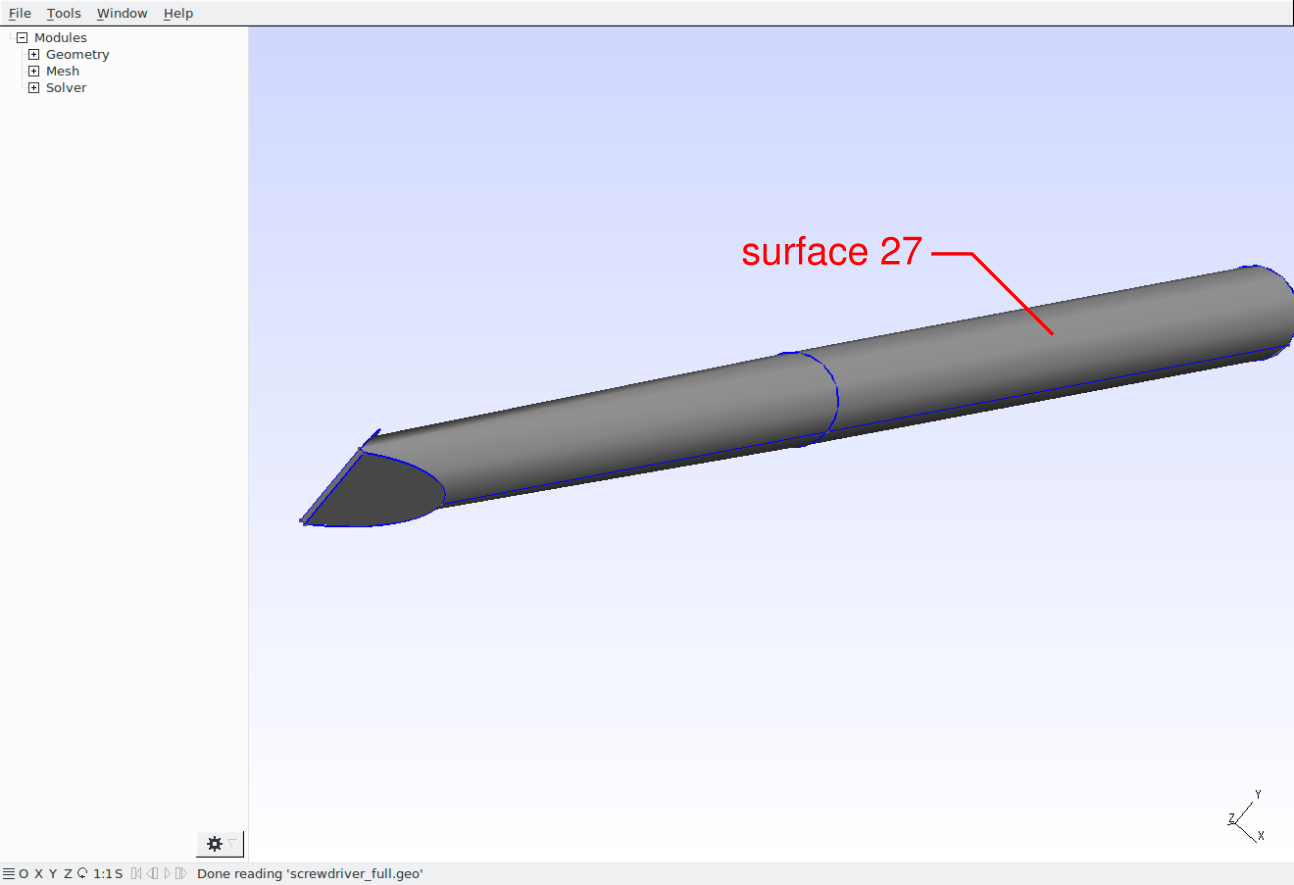 File Tools Window Help
Modules
Geometry
Mesh
Solver
surface 27
Y
Z
X
O X Y Z 1:1 S Done reading 'screwdriver_full.geo'